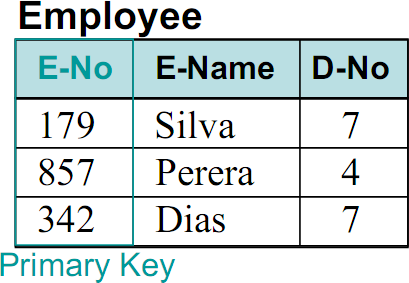 Employee
E-No E-Name D-No
179 Silva 7
857 Perera 4
342 Dias 7
Primary Key